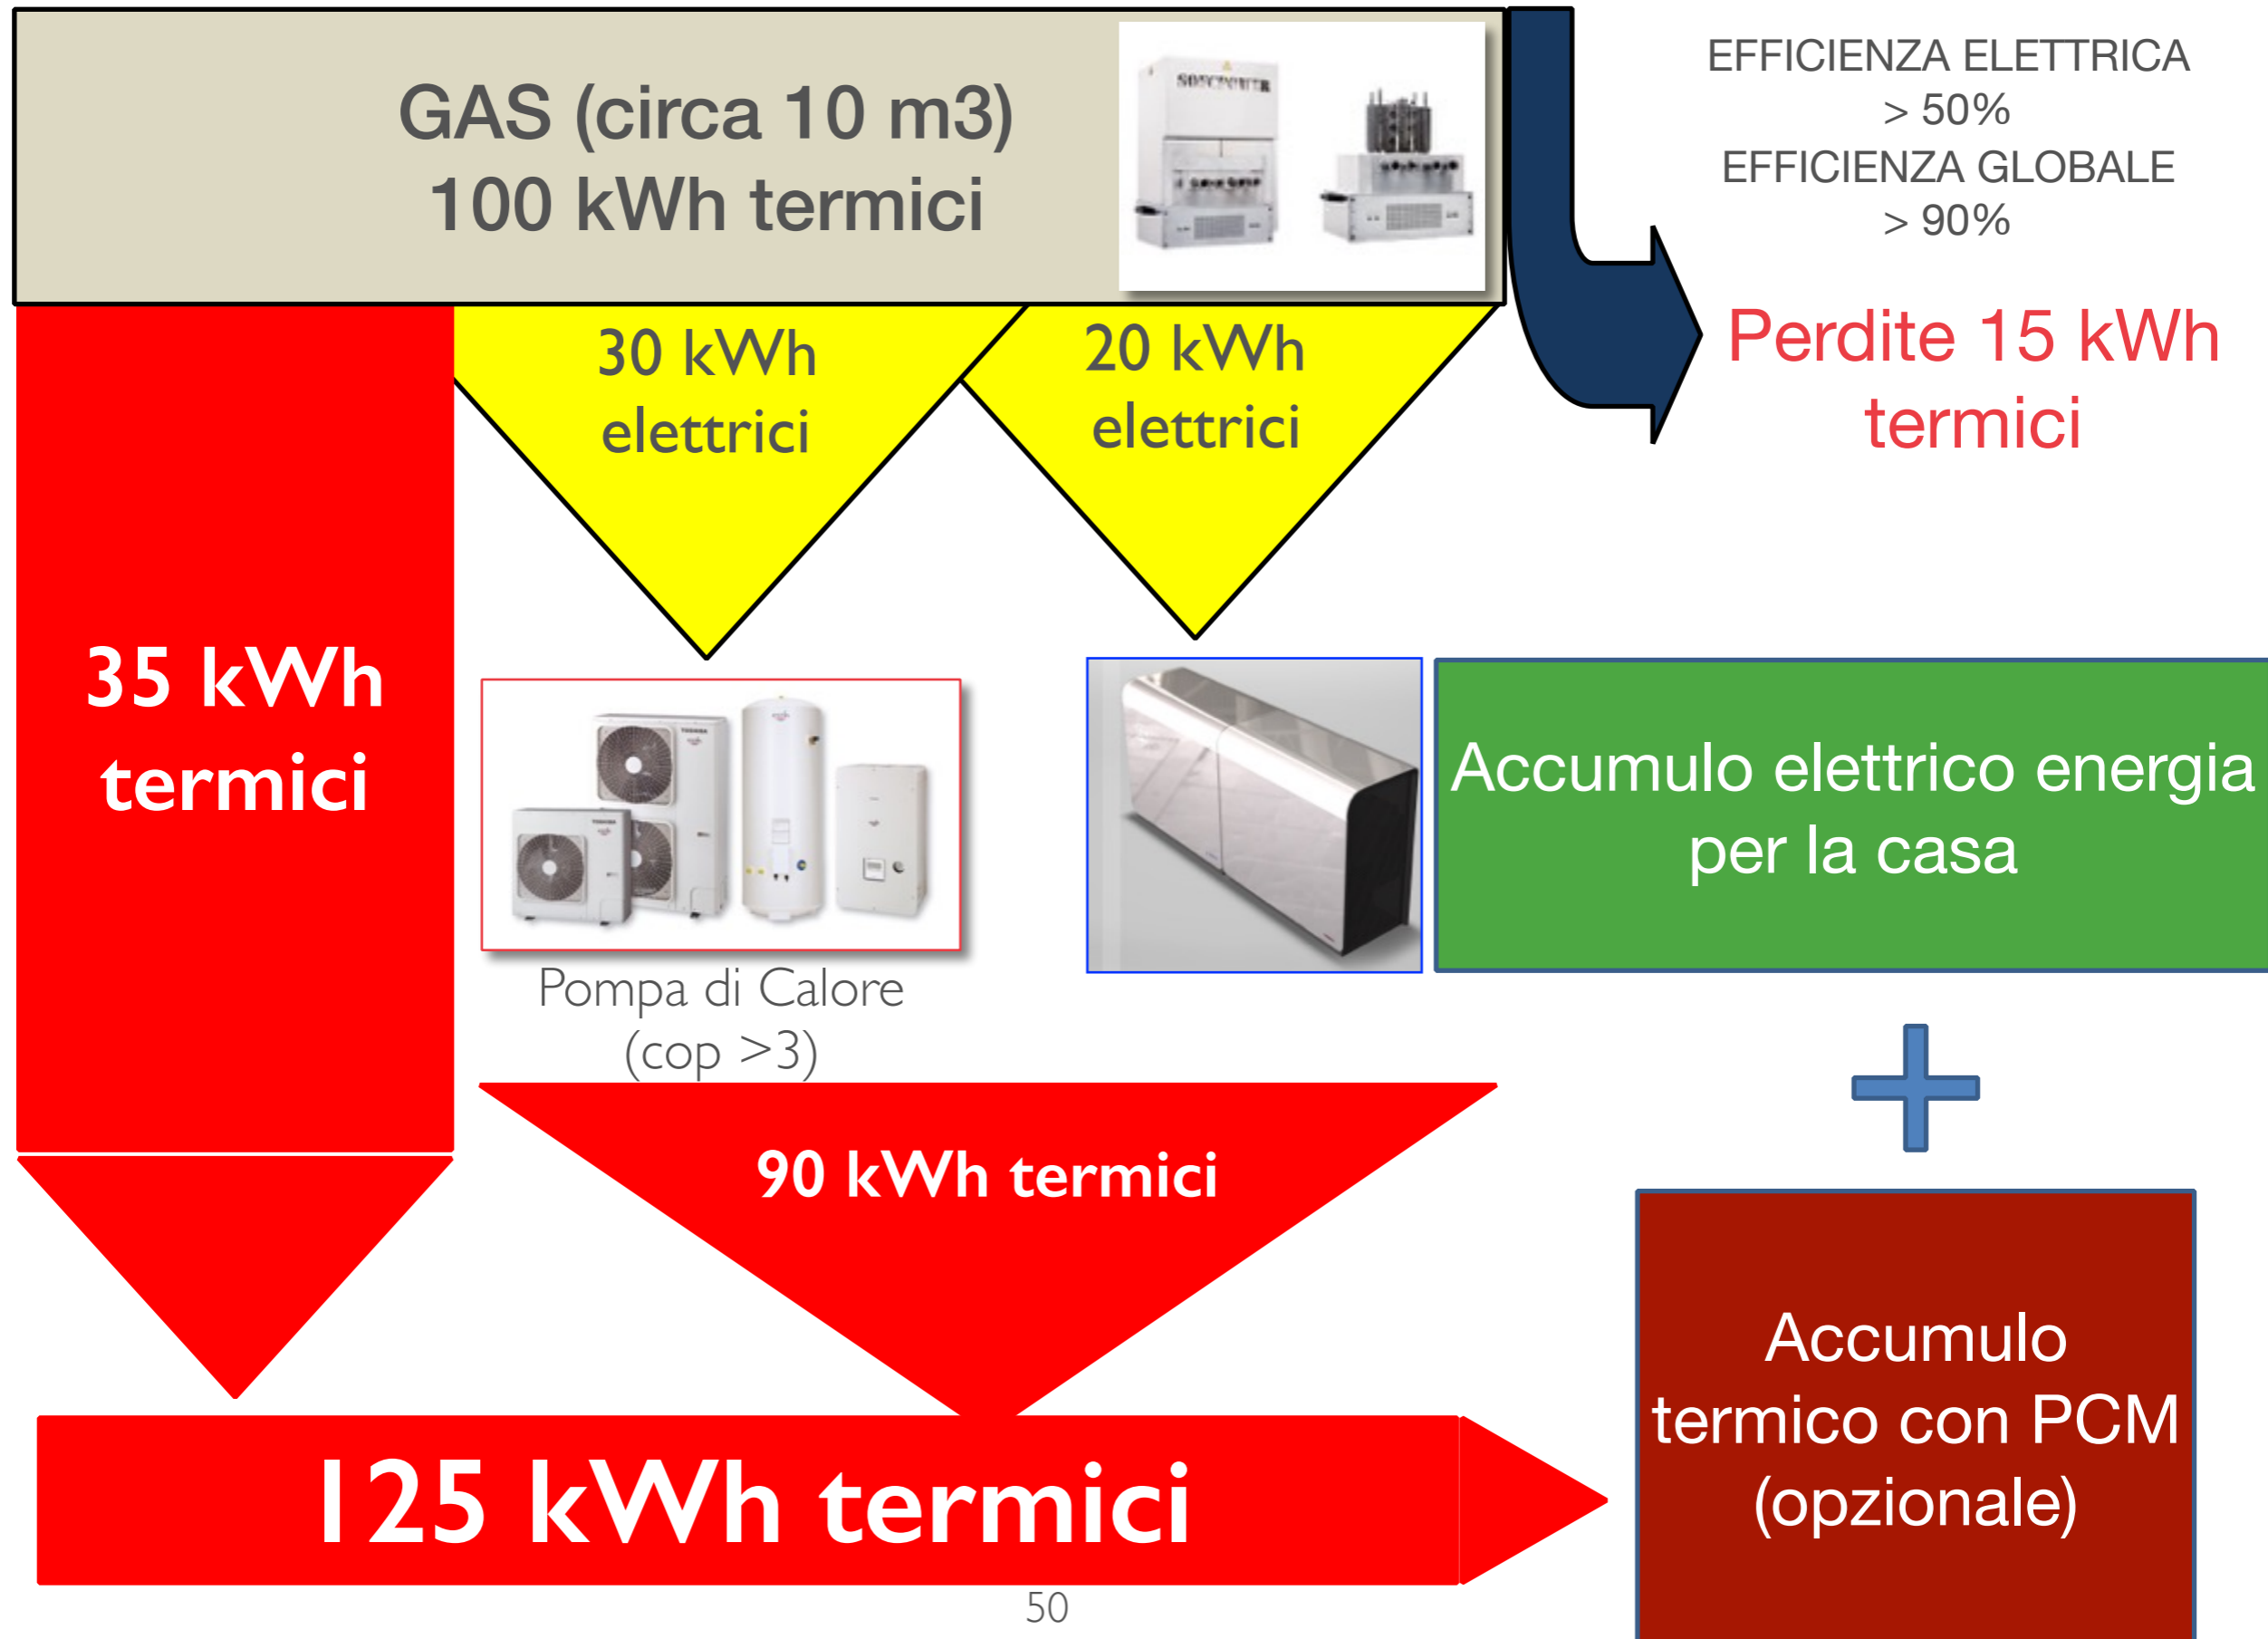 GAS (circa 10 m3)
100 kWh termici
EFFICIENZA ELETTRICA
> 50%
EFFICIENZA GLOBALE
> 90%
Perdite 15 kWh
termici
30 kWh
elettrici
20 kWh
elettrici
35 kWh
termici
Accumulo elettrico energia
per la casa
Pompa di Calore
(cop >3)
90 kWh termici
Accumulo
termico con PCM
(opzionale)
125 kWh termici
50